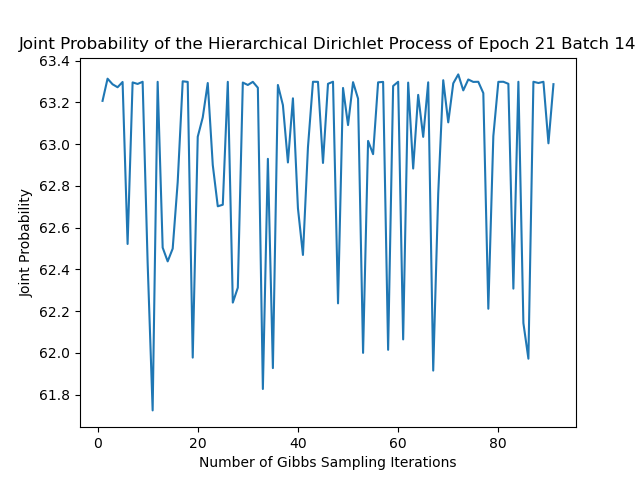 Joint Probability of the Hierarchical Dirichlet Process of Epoch 21 Batch 14
63.4
63.2
63.0
62.8
62.6
62.4
62.2
62.0
61.8
Joint Probability
0 20 40 60 80
Number of Gibbs Sampling Iterations